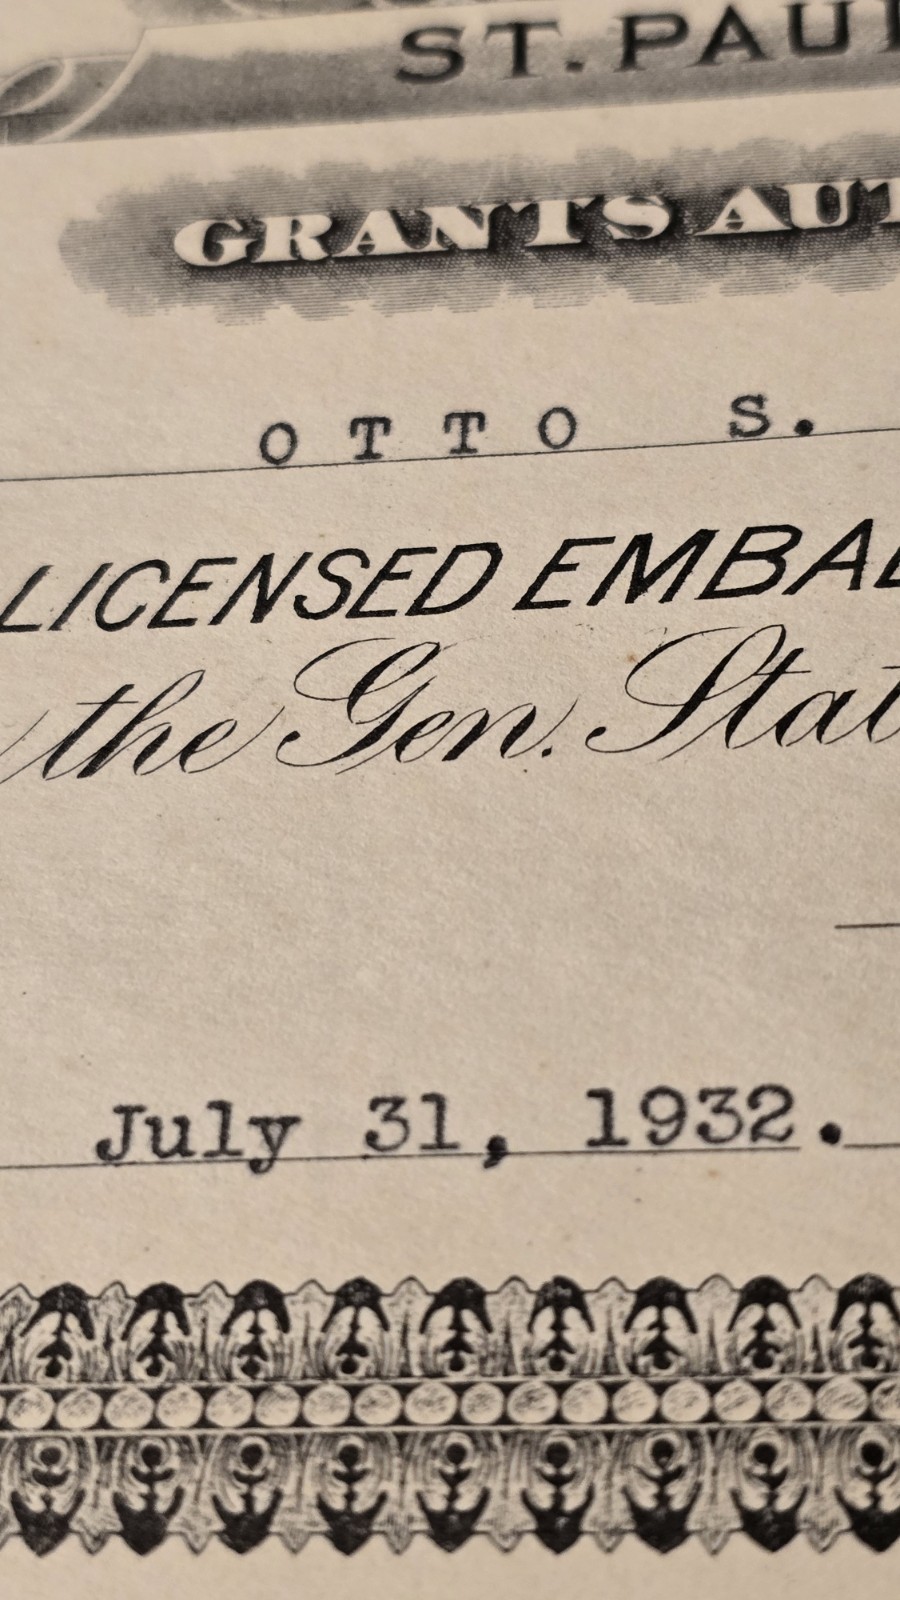 ST. PAUL
GRANTS AUT
OTTO S.
LICENSED EMBAL
the Gen. Stat
July 31, 1932.